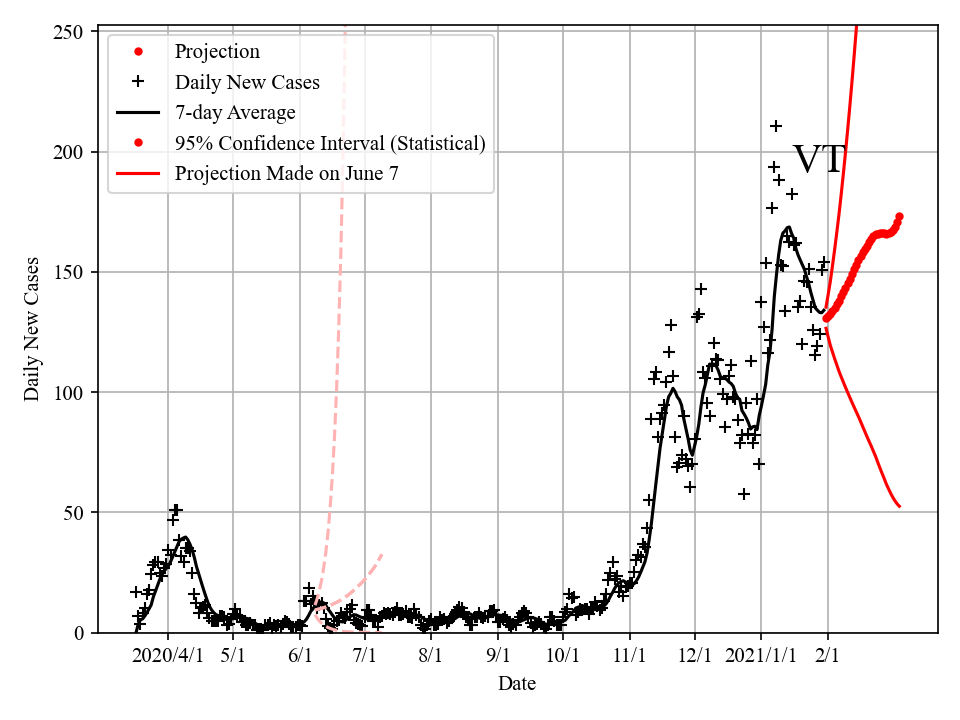 250
200
150
100
50
0
Daily New Cases
Projection
Daily New Cases
7-day Average
95% Confidence Interval (Statistical)
Projection Made on June 7
VT
2020/4/1 5/1 6/1 7/1 8/1 9/1 10/1 11/1 12/1 2021/1/1 2/1
Date